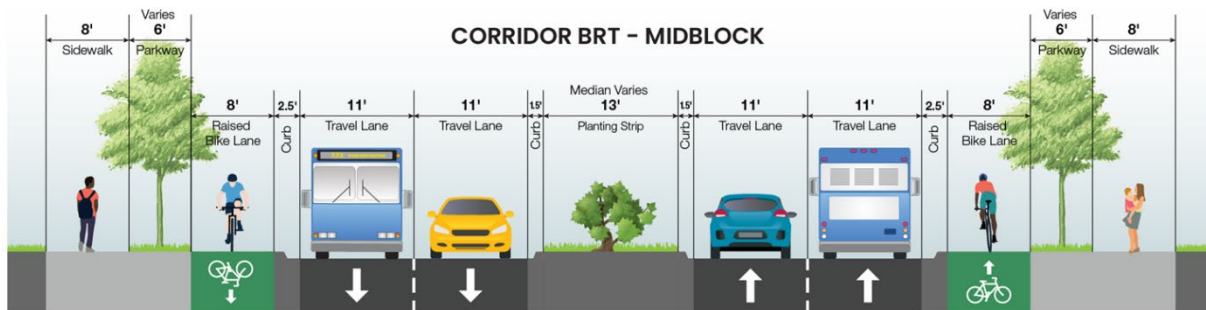 CORRIDOR BRT - MIDBLOCK
8'
Sidewalk
Varies
6'
Parkway
8'
Raised
Bike Lane
2.5'
Curb
11'
Travel Lane
11'
Travel Lane
1.5'
Curb
Median Varies
13'
Planting Strip
1.5'
Curb
11'
Travel Lane
11'
Travel Lane
2.5'
Curb
8'
Raised
Bike Lane
Varies
6'
Parkway
8'
Sidewalk